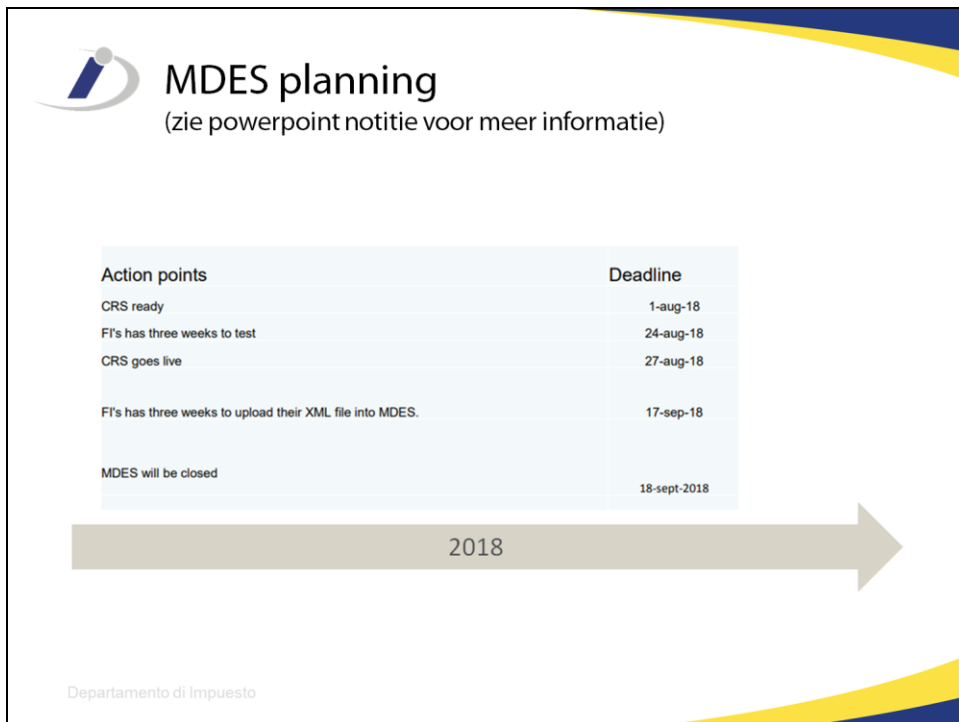 MDES planning
(zie powerpoint notitie voor meer informatie)
Action points Deadline
CRS ready 1-aug-18
FI's has three weeks to test 24-aug-18
CRS goes live 27-aug-18
FI's has three weeks to upload their XML file into MDES. 17-sep-18
MDES will be closed
18-sept-2018
2018
Departamento di Impuesto